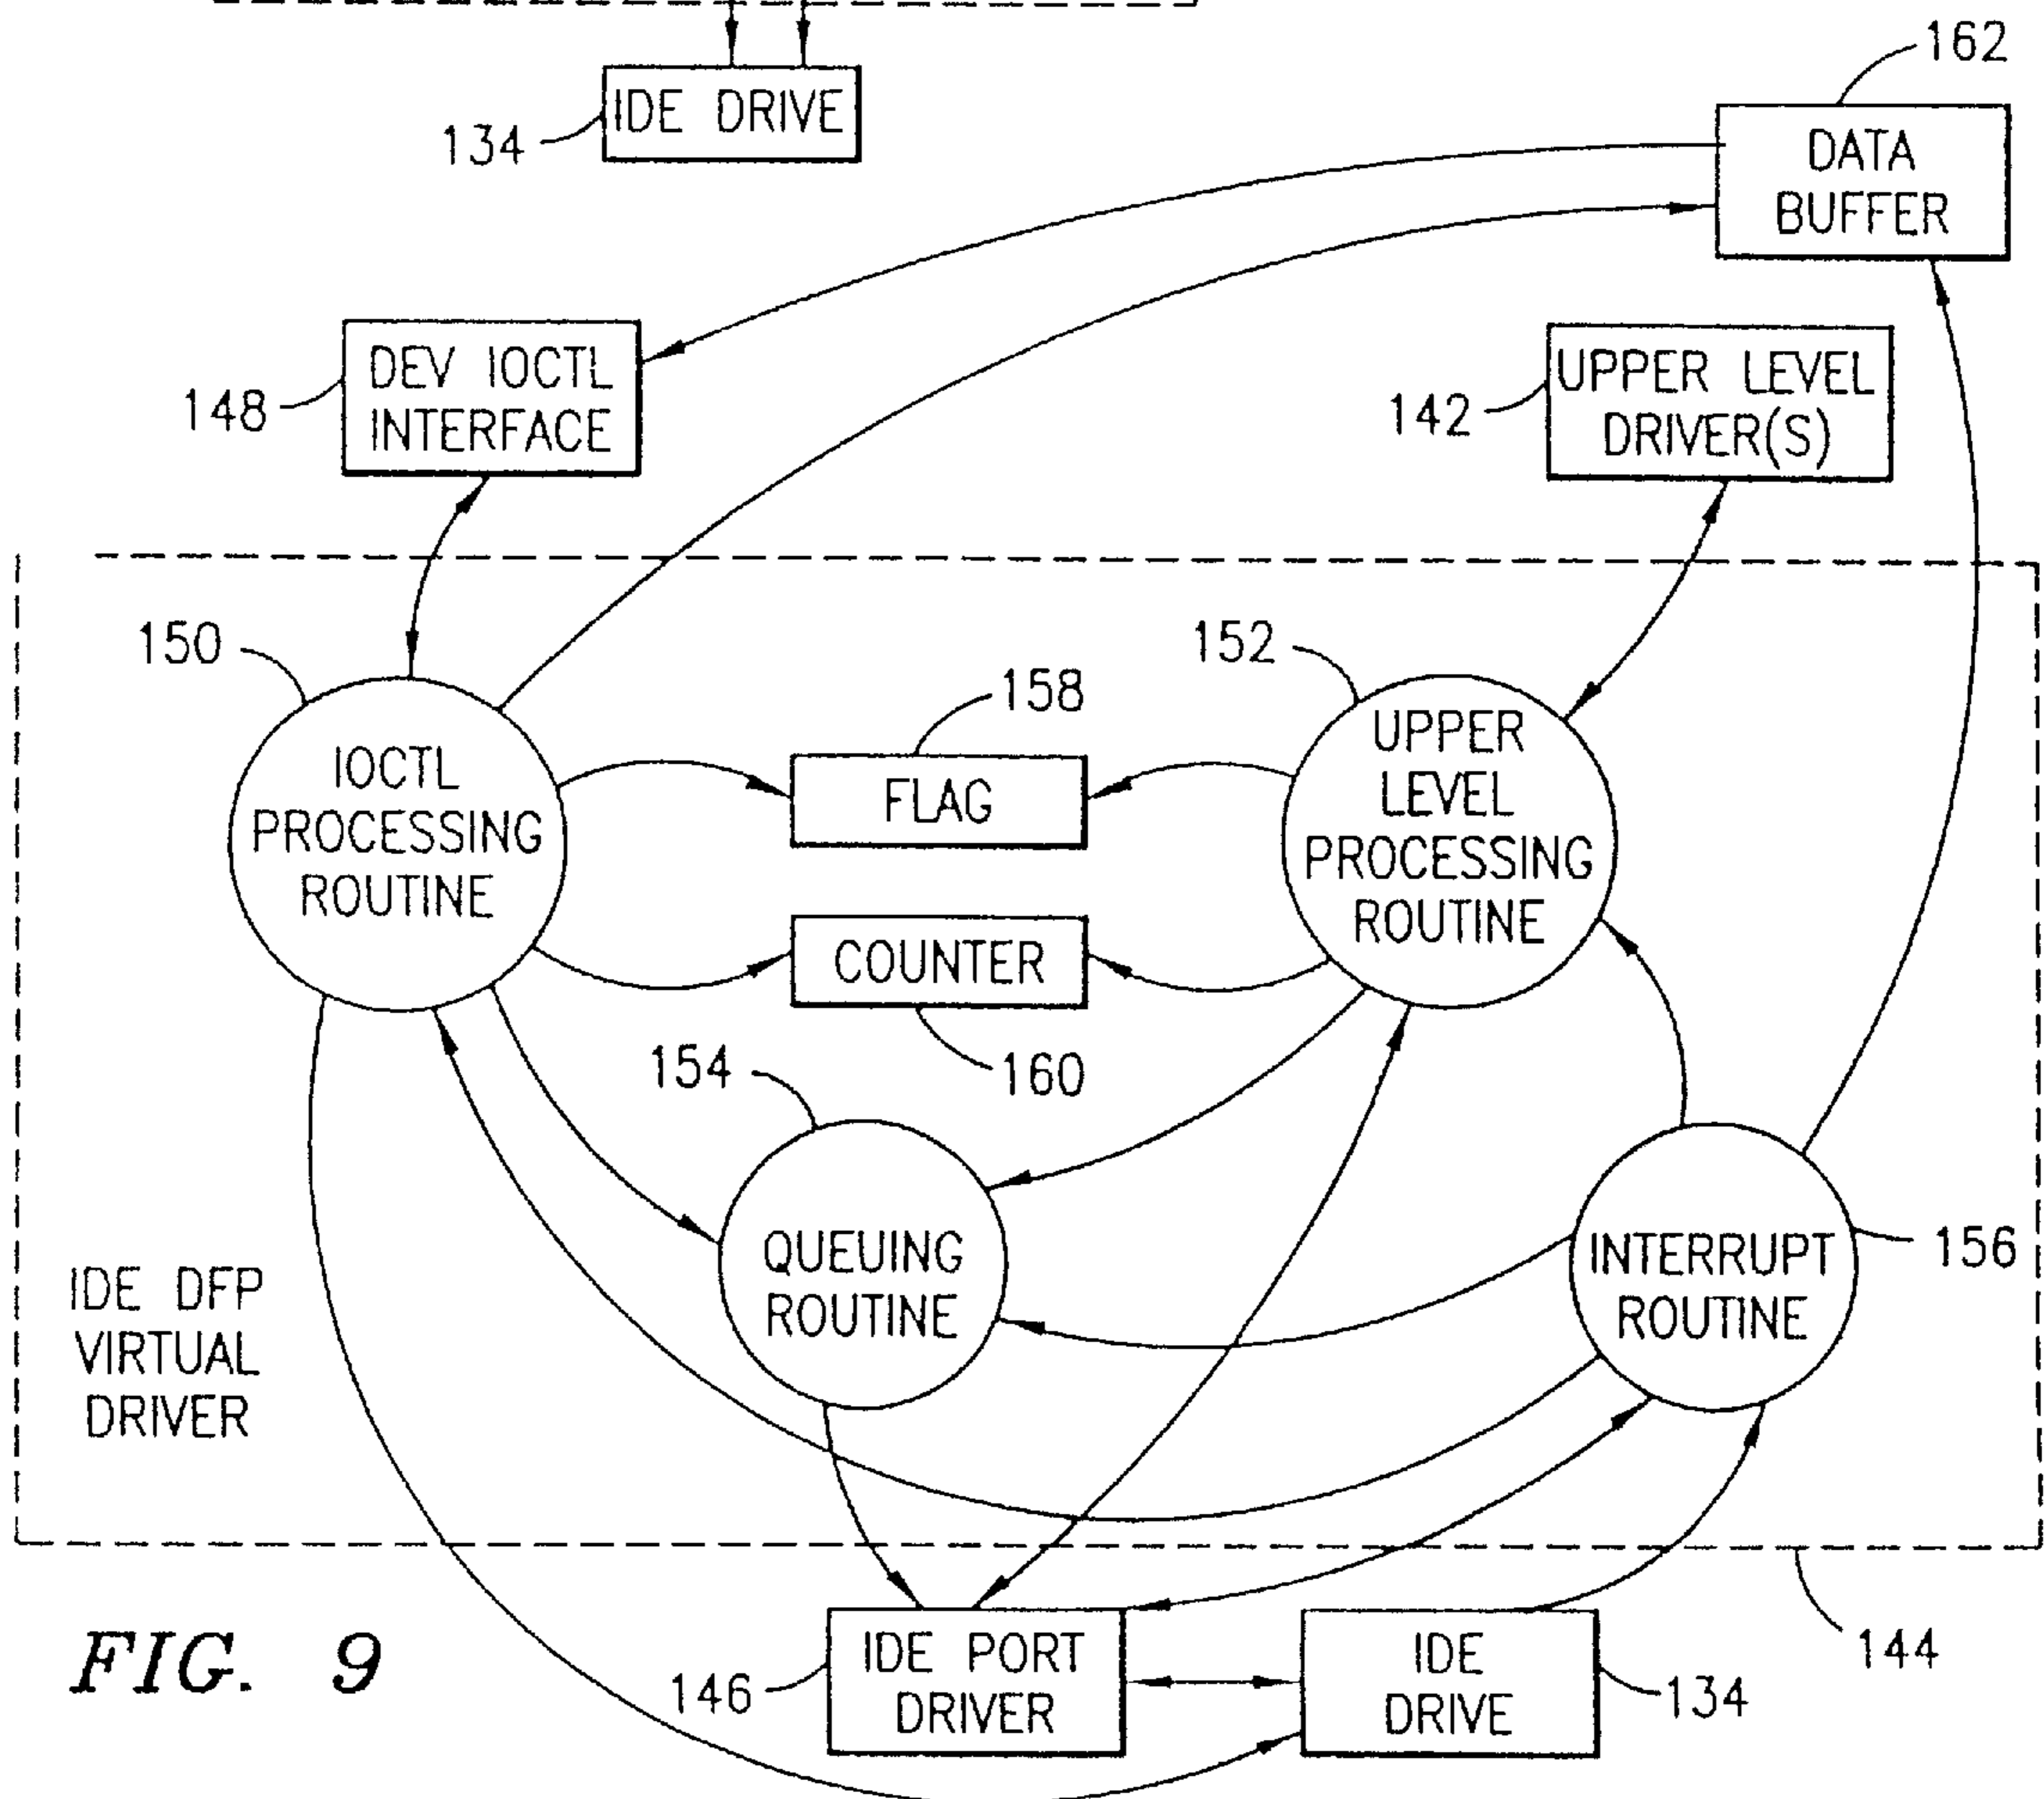 IDE DRIVE
134
162
DATA
BUFFER
DEV IOCTL
INTERFACE
148
UPPER LEVEL
DRIVER(S)
142
150
IOCTL
PROCESSING
ROUTINE
158
FLAG
152
UPPER
LEVEL
PROCESSING
ROUTINE
COUNTER
160
154
QUEUING
ROUTINE
INTERRUPT
ROUTINE
156
IDE DFP
VIRTUAL
DRIVER
FIG. 9
IDE PORT
DRIVER
146
IDE
DRIVE
134
144